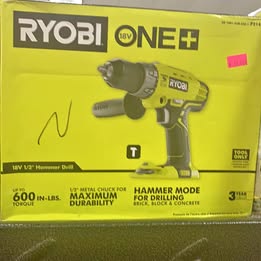 RYOBI ONE+
18V
RYOBI
18V 1/2" Hammer Drill
TOOL
ONLY
UP TO
600 IN-LBS.
TORQUE
1/2" METAL CHUCK FOR
MAXIMUM
DURABILITY
HAMMER MODE
FOR DRILLING
BRICK, BLOCK & CONCRETE
3 YEAR